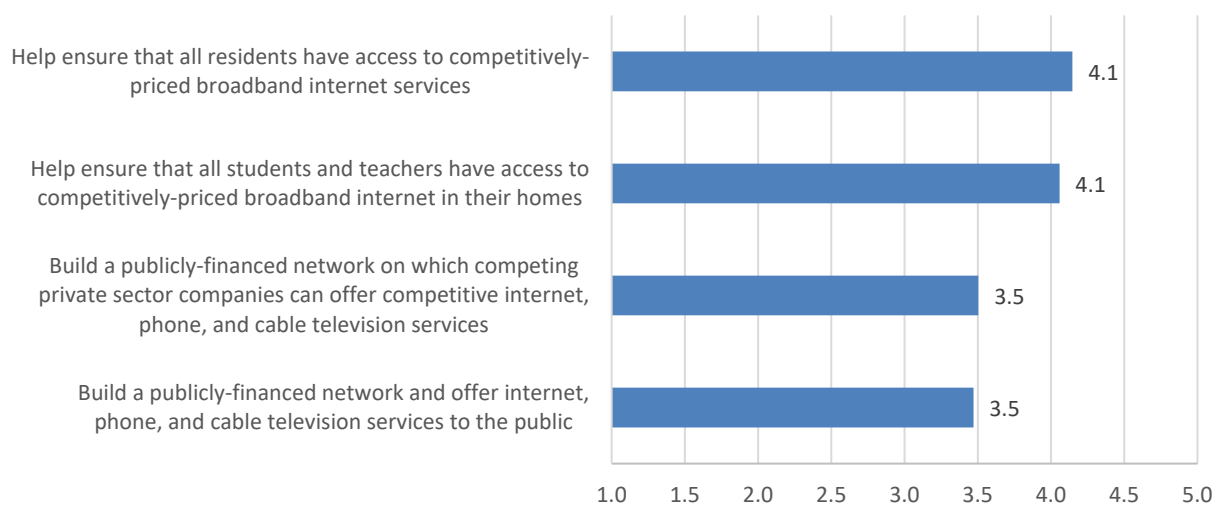 Help ensure that all residents have access to competitively-
priced broadband internet services
4.1
Help ensure that all students and teachers have access to
competitively-priced broadband internet in their homes
4.1
Build a publicly-financed network on which competing
private sector companies can offer competitive internet,
phone, and cable television services
3.5
Build a publicly-financed network and offer internet,
phone, and cable television services to the public
3.5
1.0 1.5 2.0 2.5 3.0 3.5 4.0 4.5 5.0